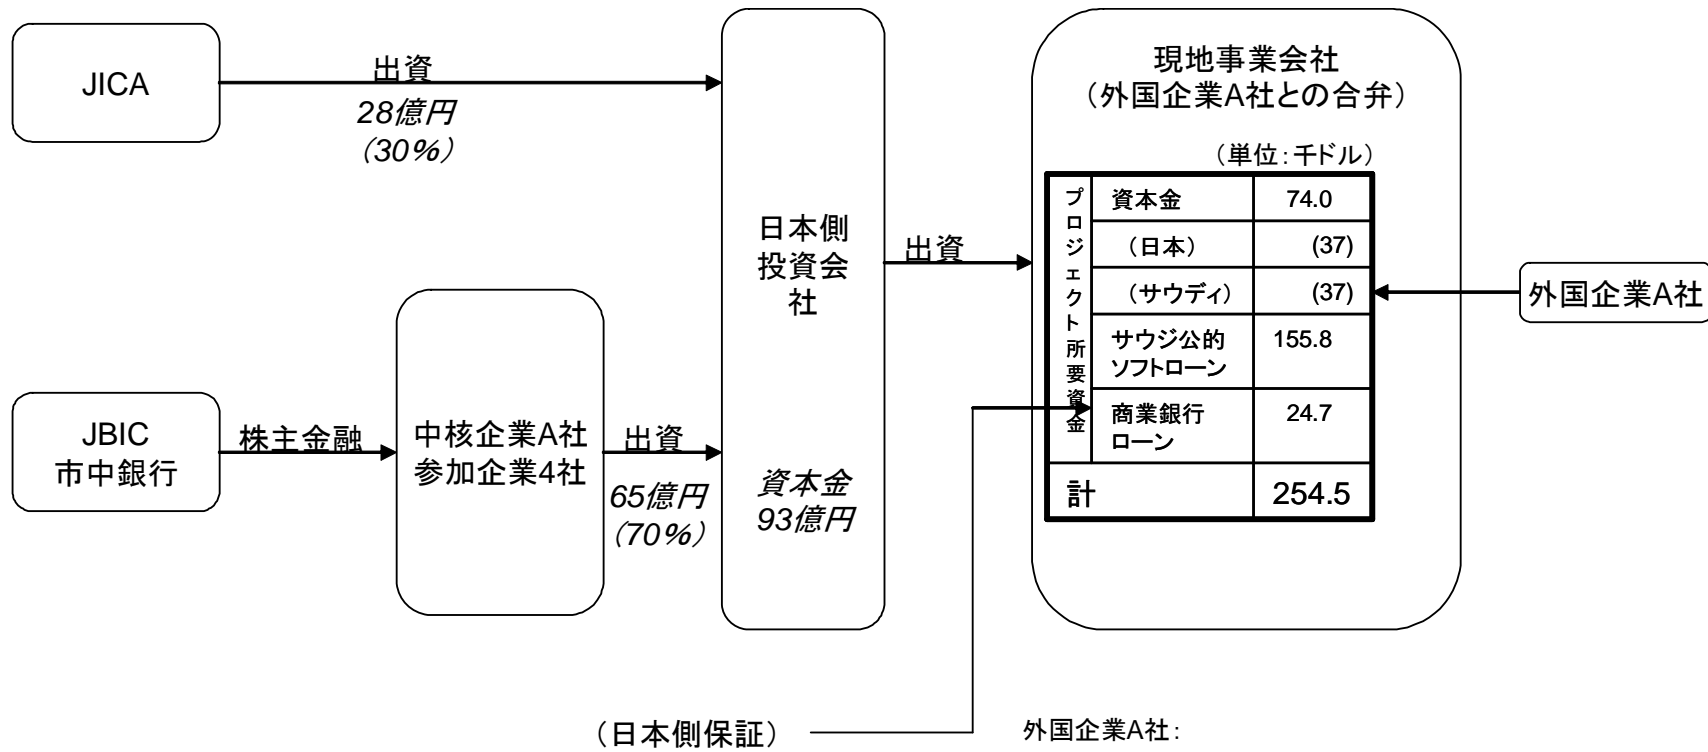 JICA
出資
28億円
（30％）
JBIC
市中銀行
株主金融
中核企業A社
参加企業4社
出資
65億円
（70％）
日本側
投資会
社
資本金
93億円
出資
現地事業会社
（外国企業A社との合弁）
（単位：千ドル）
プロジェクト所要資金
資本金 74.0
（日本） (37)
（サウディ） (37)
サウジ公的
ソフトローン 155.8
商業銀行
ローン 24.7
計 254.5
外国企業A社
（日本側保証）
外国企業A社：